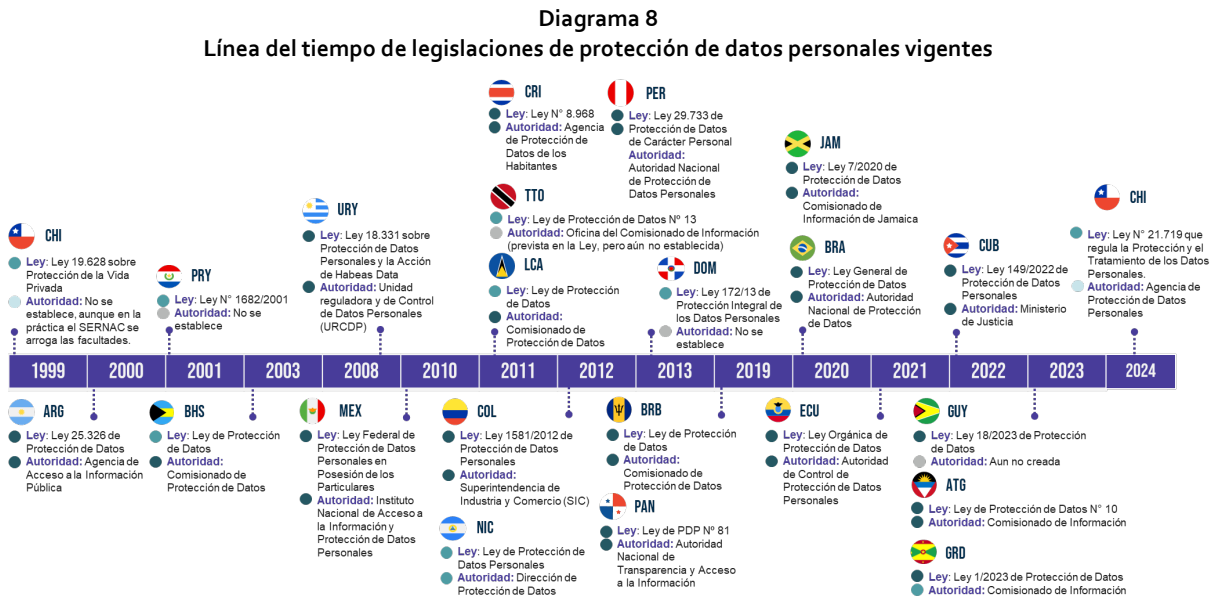 Diagrama 8
Línea del tiempo de legislaciones de protección de datos personales vigentes
CHI
Ley: Ley 19.628 sobre
Protección de la Vida
Privada
Autoridad: No se
establece, aunque en la
práctica el SERNAC se
arroga las facultades.
PRY
Ley: Ley N° 1682/2001
Autoridad: No se
establece
URY
Ley: Ley 18.331 sobre
Protección de Datos
Personales y la Acción
de Habeas Data
Autoridad: Unidad
reguladora y de Control
de Datos Personales
(URCDP)
CRI
Ley: Ley N° 8.968
Autoridad: Agencia
de Protección de
Datos de los
Habitantes
PER
Ley: Ley 29.733 de
Protección de Datos
de Carácter Personal
Autoridad:
Autoridad Nacional
de Protección de
Datos Personales
TTO
Ley: Ley de Protección de Datos Nº 13
Autoridad: Oficina del Comisionado de Información
(prevista en la Ley, pero aún no establecida)
LCA
Ley: Ley de Protección
de Datos
Autoridad:
Comisionado de
Protección de Datos
DOM
Ley: Ley 172/13 de
Protección Integral de
los Datos Personales
Autoridad: No se
establece
JAM
Ley: Ley 7/2020 de
Protección de Datos
Autoridad:
Comisionado de
Información de Jamaica
BRA
Ley: Ley General de
Protección de Datos
Autoridad: Autoridad
Nacional de Protección
de Datos
CUB
Ley: Ley 149/2022 de
Protección de Datos
Personales
Autoridad: Ministerio
de Justicia
CHI
Ley: Ley N° 21.719 que
regula la Protección y el
Tratamiento de los Datos
Personales.
Autoridad: Agencia de
Protección de Datos
Personales
1999 2000 2001 2003 2008 2010 2011 2012 2013 2019 2020 2021 2022 2023 2024
ARG
Ley: Ley 25.326 de
Protección de Datos
Autoridad: Agencia de
Acceso a la Información
Pública
BHS
Ley: Ley de Protección
de Datos
Autoridad:
Comisionado de
Protección de Datos
MEX
Ley: Ley Federal de
Protección de Datos
Personales en
Posesión de los
Particulares
Autoridad: Instituto
Nacional de Acceso a
la Información y
Protección de Datos
Personales
COL
Ley: Ley 1581/2012 de
Protección de Datos
Personales
Autoridad:
Superintendencia de
Industria y Comercio (SIC)
NIC
Ley: Ley de Protección de
Datos Personales
Autoridad: Dirección de
Protección de Datos
BRB
Ley: Ley de Protección
de Datos
Autoridad:
Comisionado de
Protección de Datos
PAN
Ley: Ley de PDP Nº 81
Autoridad: Autoridad
Nacional de
Transparencia y Acceso
a la Información
ECU
Ley: Ley Orgánica de
Protección de Datos
Autoridad: Autoridad
de Control de
Protección de Datos
Personales
GUY
Ley: Ley 18/2023 de Protección
de Datos
Autoridad: Aun no creada
ATG
Ley: Ley de Protección de Datos N° 10
Autoridad: Comisionado de Información
GRD
Ley: Ley 1/2023 de Protección de Datos
Autoridad: Comisionado de Información